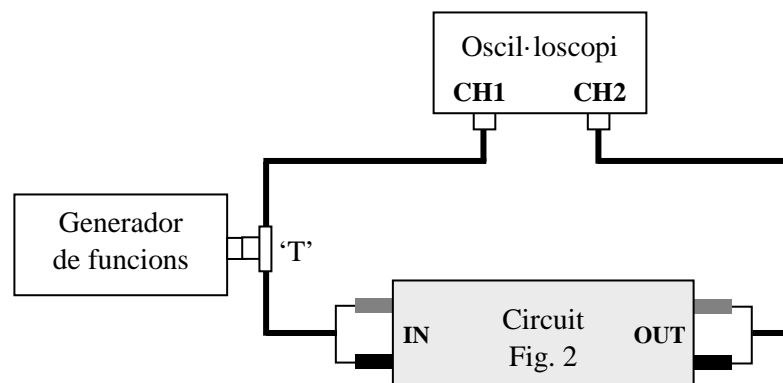 Oscil·loscopi
CH1 CH2
Generador
de funcions
‘T’
IN
Circuit
Fig. 2
OUT